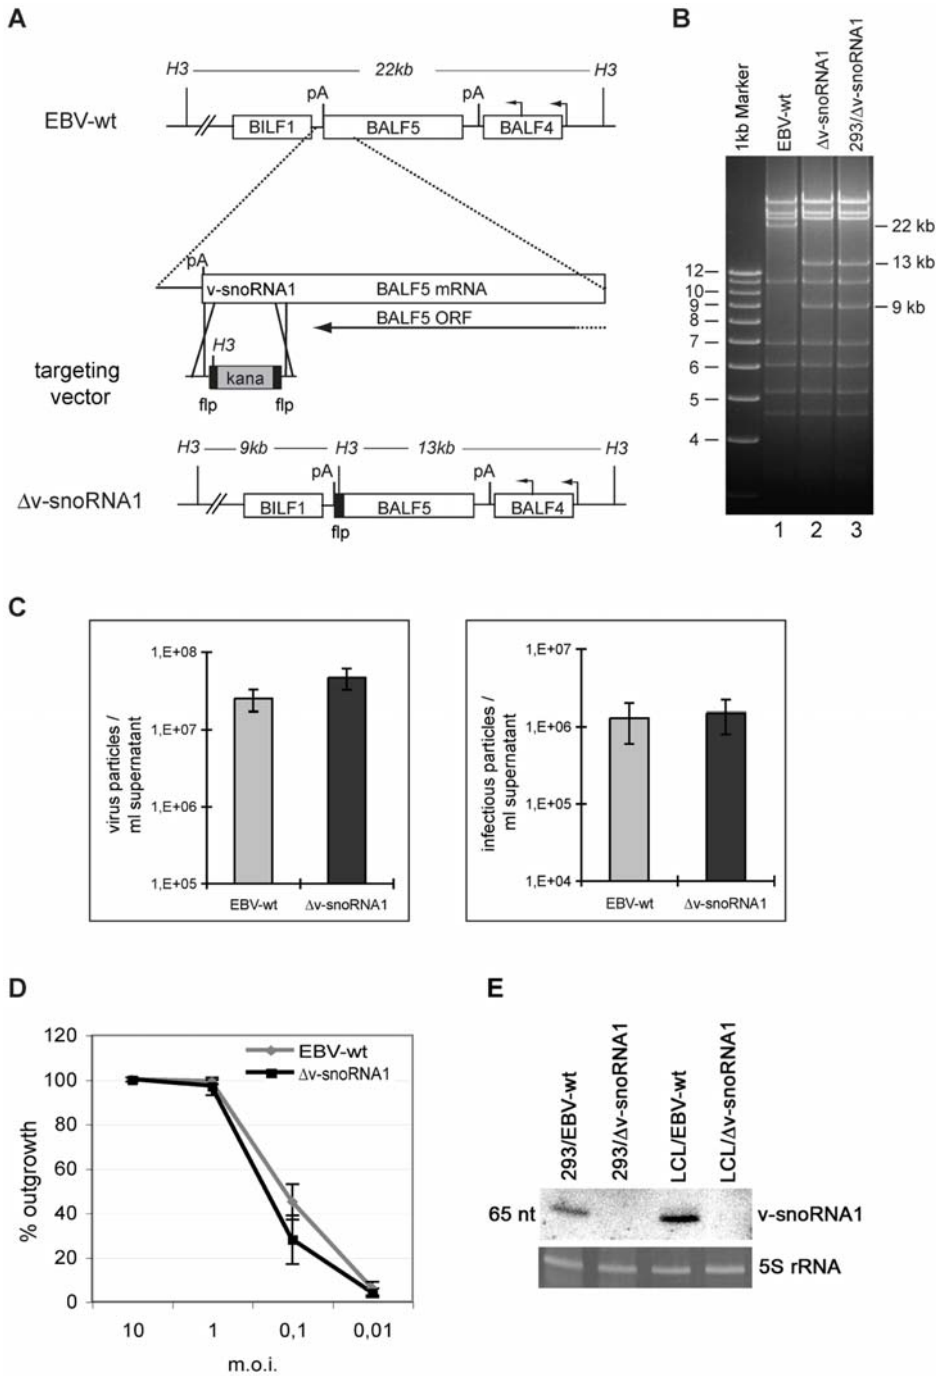 A
H3 22kb H3
pA pA
EBV-wt
BILF1 BALF5 BALF4
pA
v-snoRNA1 BALF5 mRNA
BALF5 ORF
H3
targeting
vector
kana
flp flp
H3 9kb H3 13kb H3
pA pA
Δv-snoRNA1
BILF1 BALF5 BALF4
flp
B
1kb Marker
EBV-wt
Δv-snoRNA1
293/Δv-snoRNA1
22 kb
13 kb
9 kb
12
10
9
8
7
6
5
4
1 2 3
C
virus particles /
ml supernatant
1,E+08
1,E+07
1,E+06
1,E+05
EBV-wt Δv-snoRNA1
infectious particles /
ml supernatant
1,E+07
1,E+06
1,E+05
1,E+04
EBV-wt Δv-snoRNA1
D
% outgrowth
120
100
80
60
40
20
0
EBV-wt
Δv-snoRNA1
10 1 0,1 0,01
m.o.i.
E
293/EBV-wt
293/Δv-snoRNA1
LCL/EBV-wt
LCL/Δv-snoRNA1
65 nt v-snoRNA1
5S rRNA